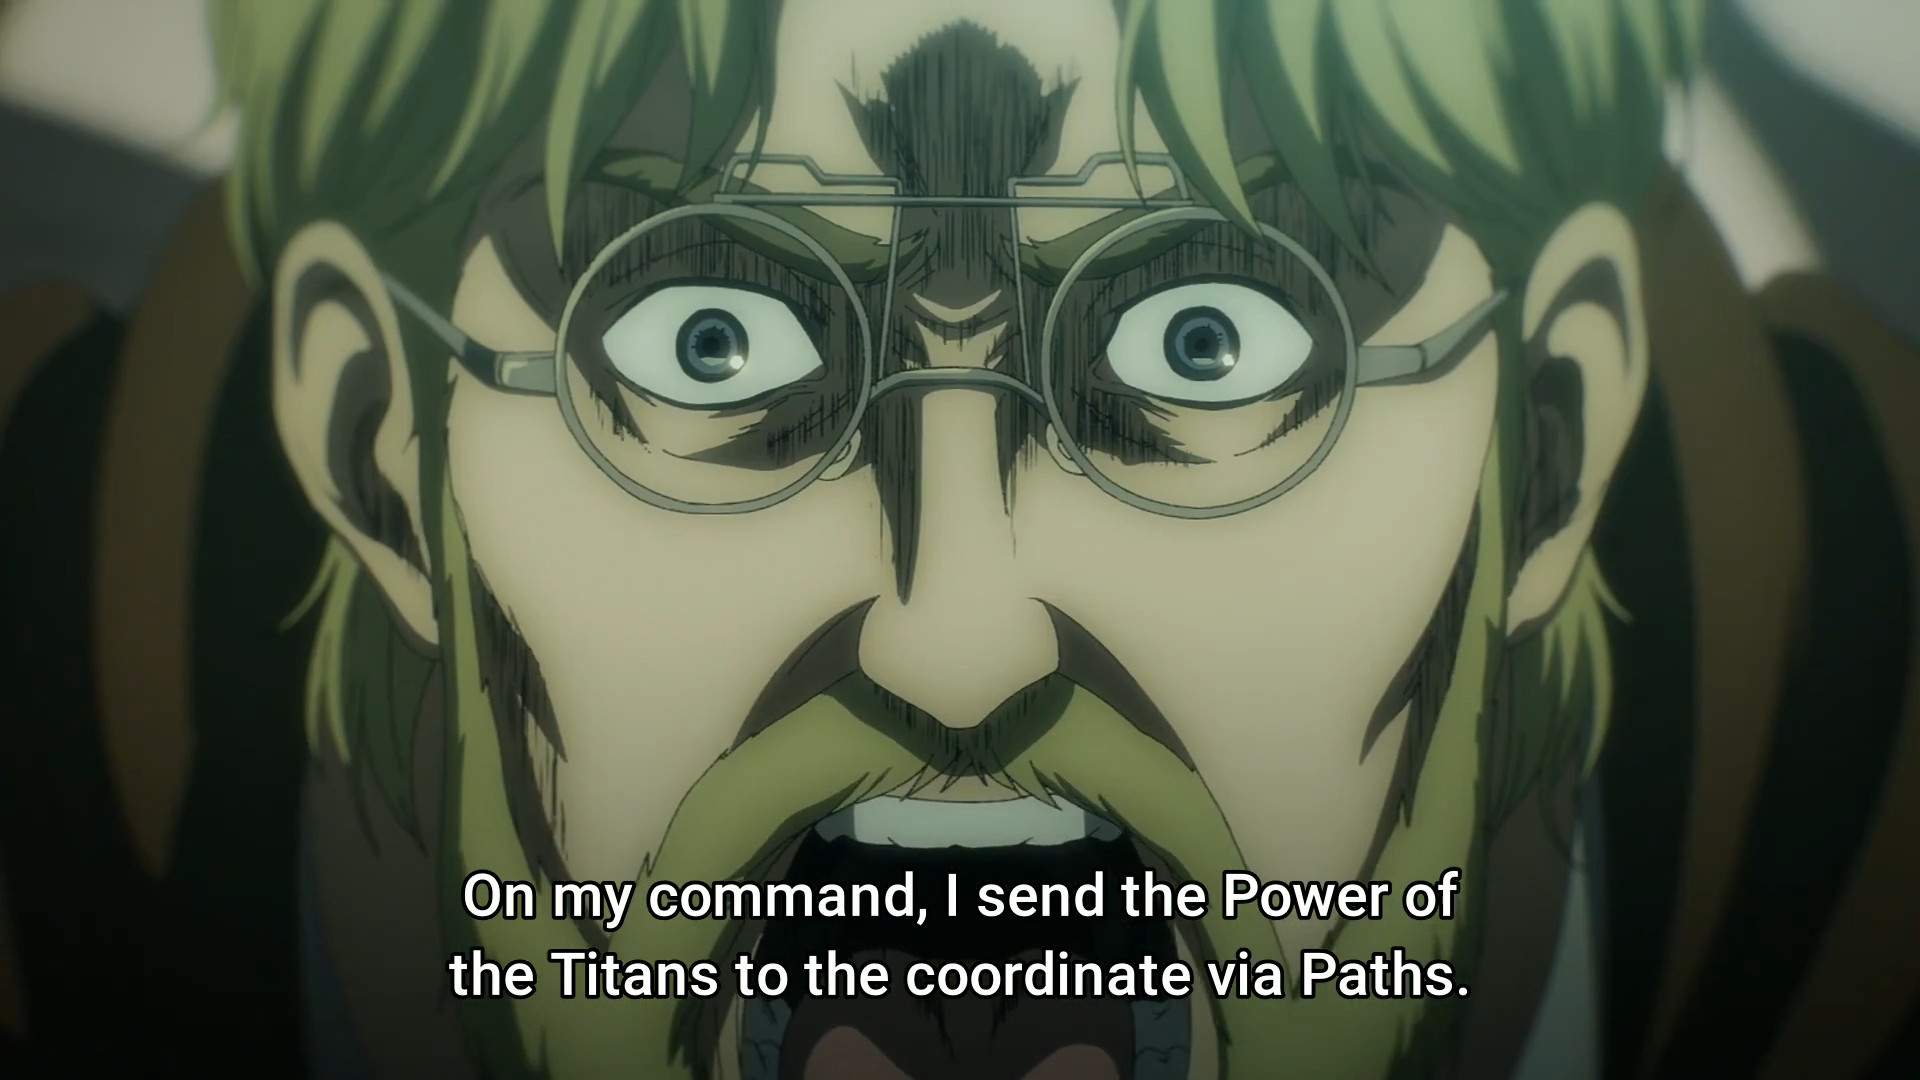 On my command, I send the Power of
the Titans to the coordinate via Paths.